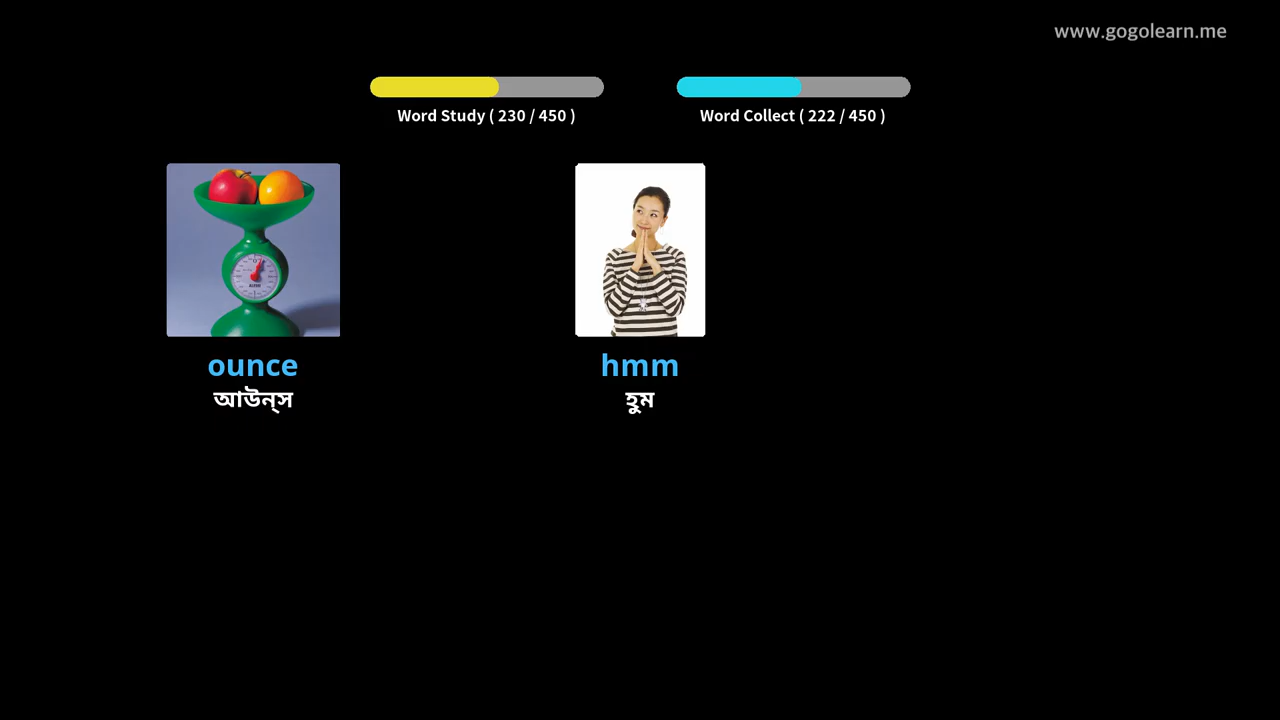 www.gogolearn.me
Word Study ( 230 / 450 )
Word Collect ( 222 / 450 )
ounce
আউন্স
hmm
হুম